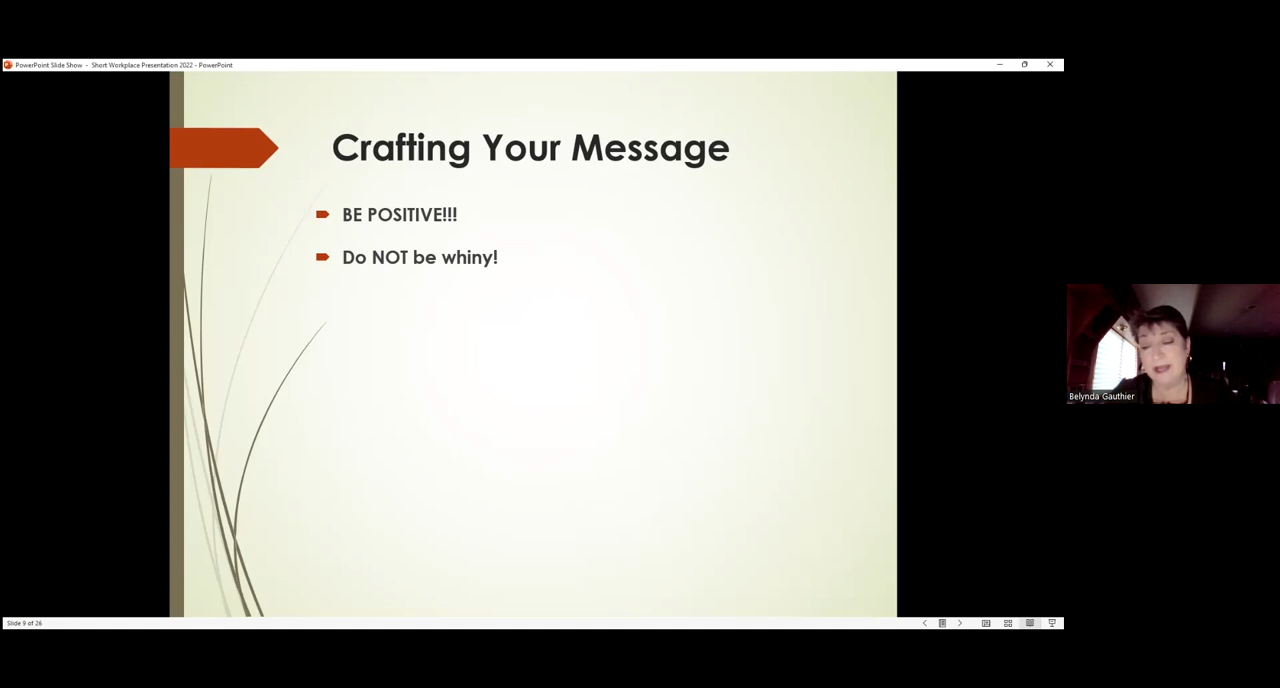 PowerPoint Slide Show - Short Workplace Presentation 2022 - PowerPoint
Crafting Your Message
BE POSITIVE!!!
Do NOT be whiny!
Belynda Gauthier
Slide 9 of 26